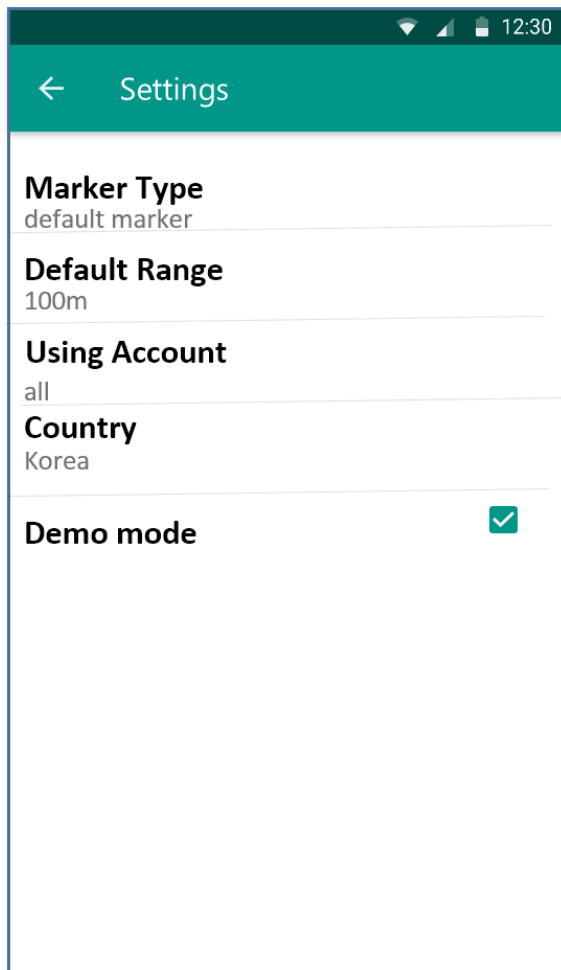 12:30
Settings
Marker Type
default marker
Default Range
100m
Using Account
all
Country
Korea
Demo mode